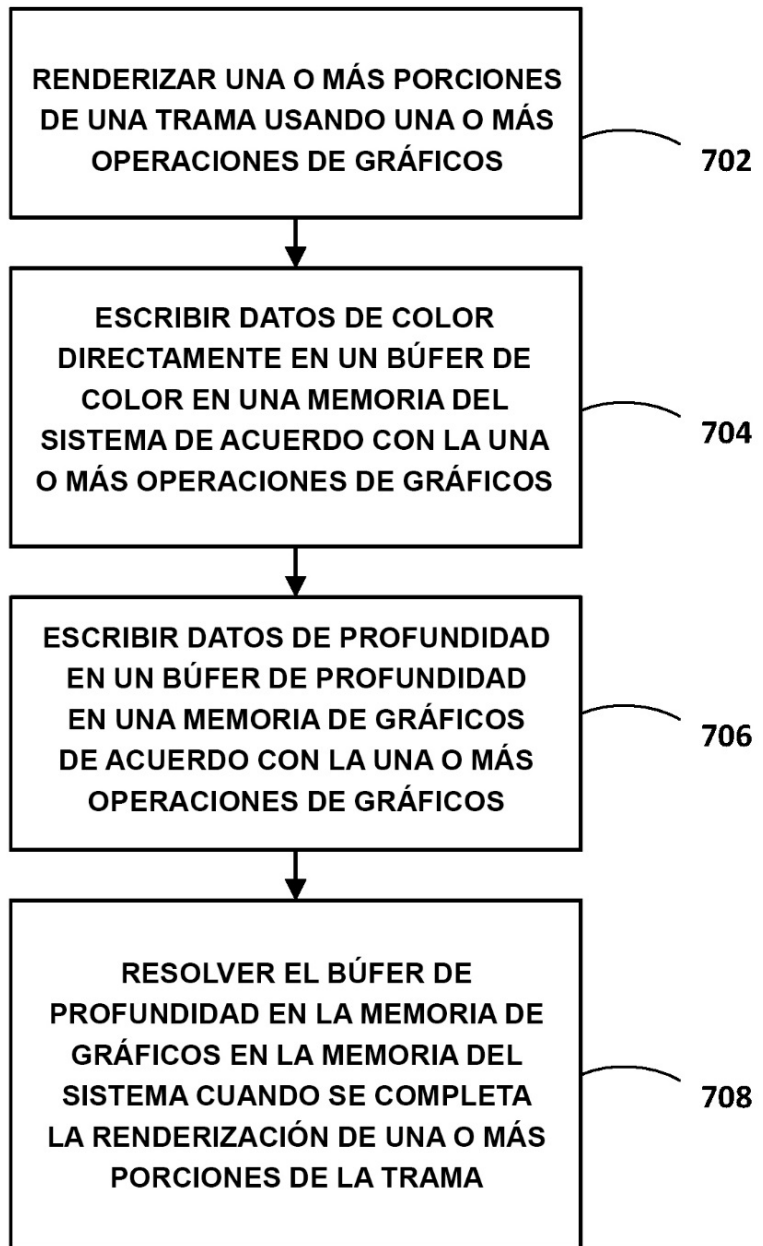 RENDERIZAR UNA O MÁS PORCIONES
DE UNA TRAMA USANDO UNA O MÁS
OPERACIONES DE GRÁFICOS
702
ESCRIBIR DATOS DE COLOR
DIRECTAMENTE EN UN BÚFER DE
COLOR EN UNA MEMORIA DEL
SISTEMA DE ACUERDO CON LA UNA
O MÁS OPERACIONES DE GRÁFICOS
704
ESCRIBIR DATOS DE PROFUNDIDAD
EN UN BÚFER DE PROFUNDIDAD
EN UNA MEMORIA DE GRÁFICOS
DE ACUERDO CON LA UNA O MÁS
OPERACIONES DE GRÁFICOS
706
RESOLVER EL BÚFER DE
PROFUNDIDAD EN LA MEMORIA DE
GRÁFICOS EN LA MEMORIA DEL
SISTEMA CUANDO SE COMPLETA
LA RENDERIZACIÓN DE UNA O MÁS
PORCIONES DE LA TRAMA
708